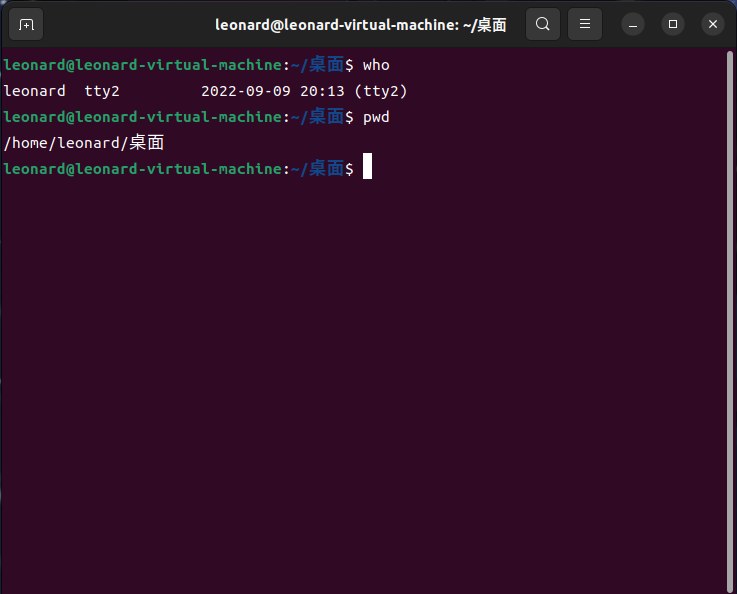 leonard@leonard-virtual-machine: ~/桌面
leonard@leonard-virtual-machine:~/桌面$ who
leonard  tty2         2022-09-09 20:13 (tty2)
leonard@leonard-virtual-machine:~/桌面$ pwd
/home/leonard/桌面
leonard@leonard-virtual-machine:~/桌面$